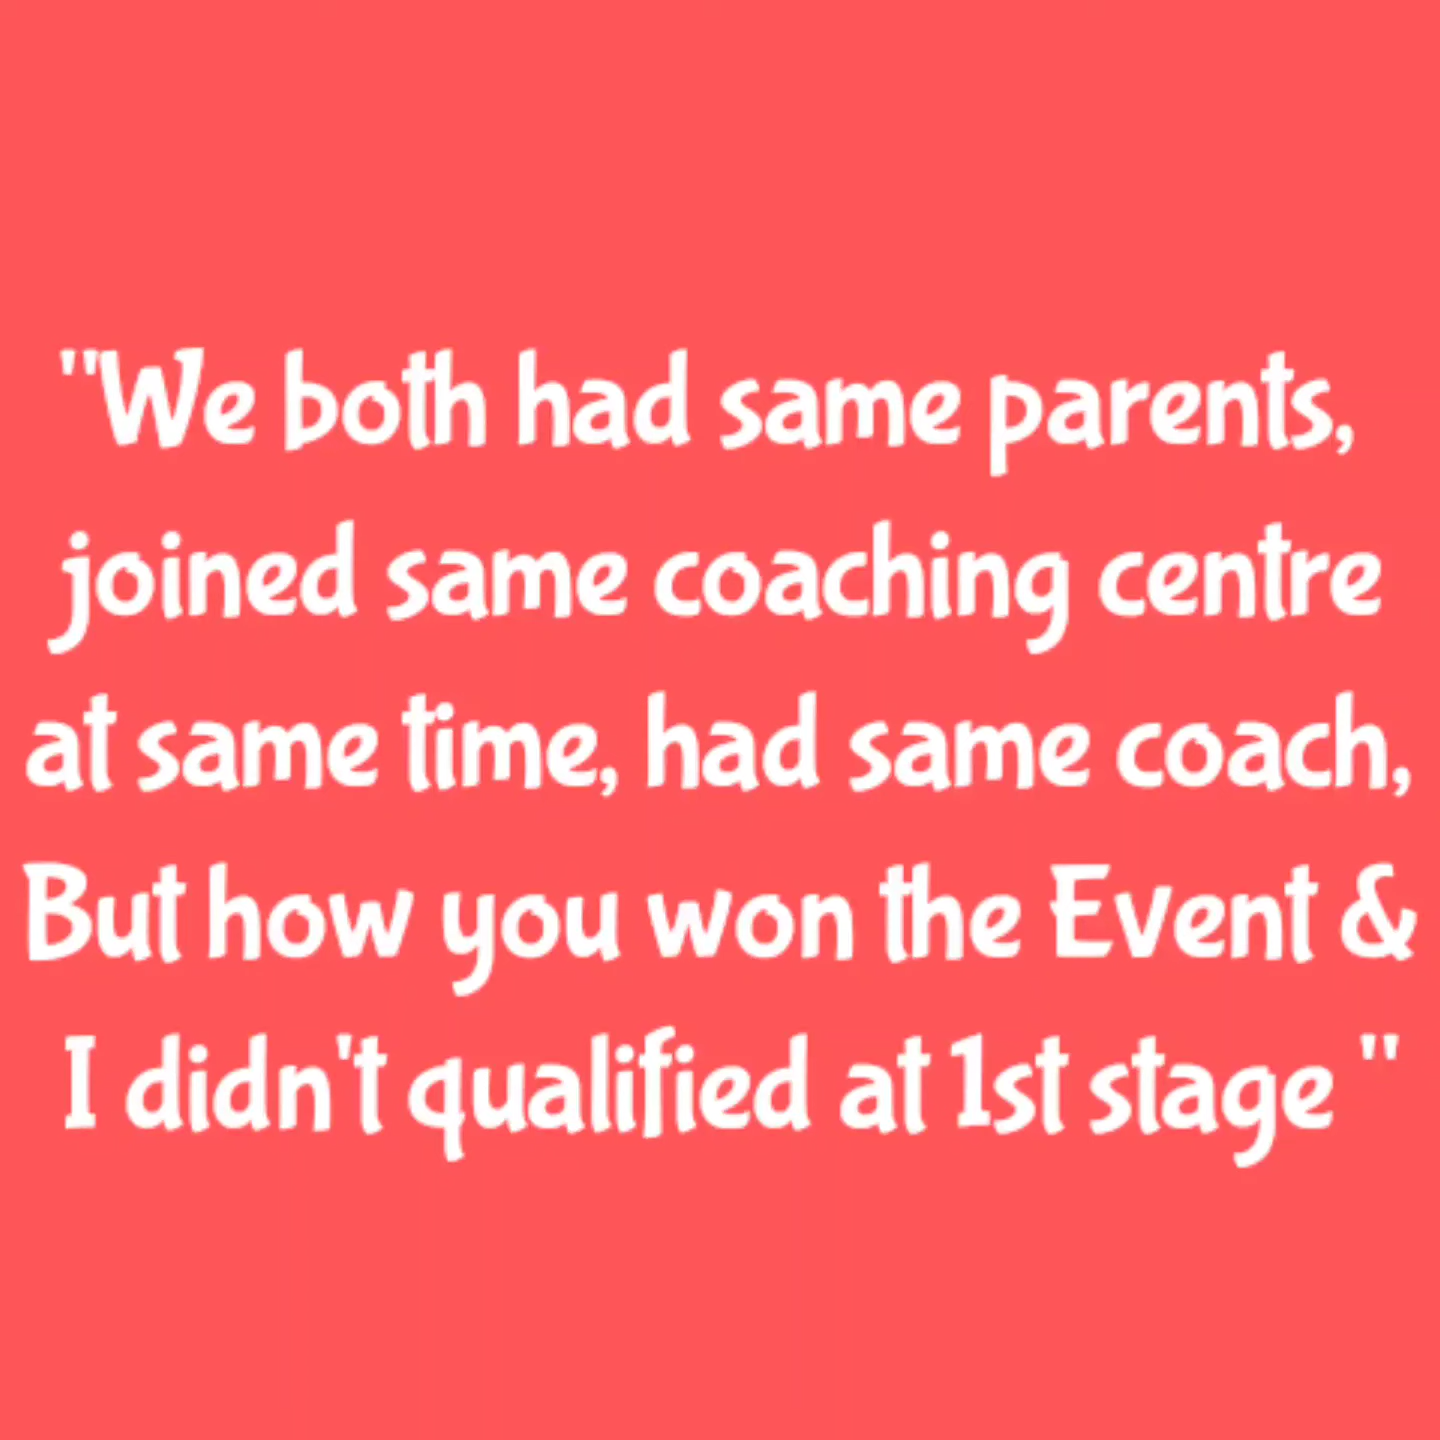 "We both had same parents,
joined same coaching centre
at same time, had same coach,
But how you won the Event &
I didn't qualified at 1st stage "